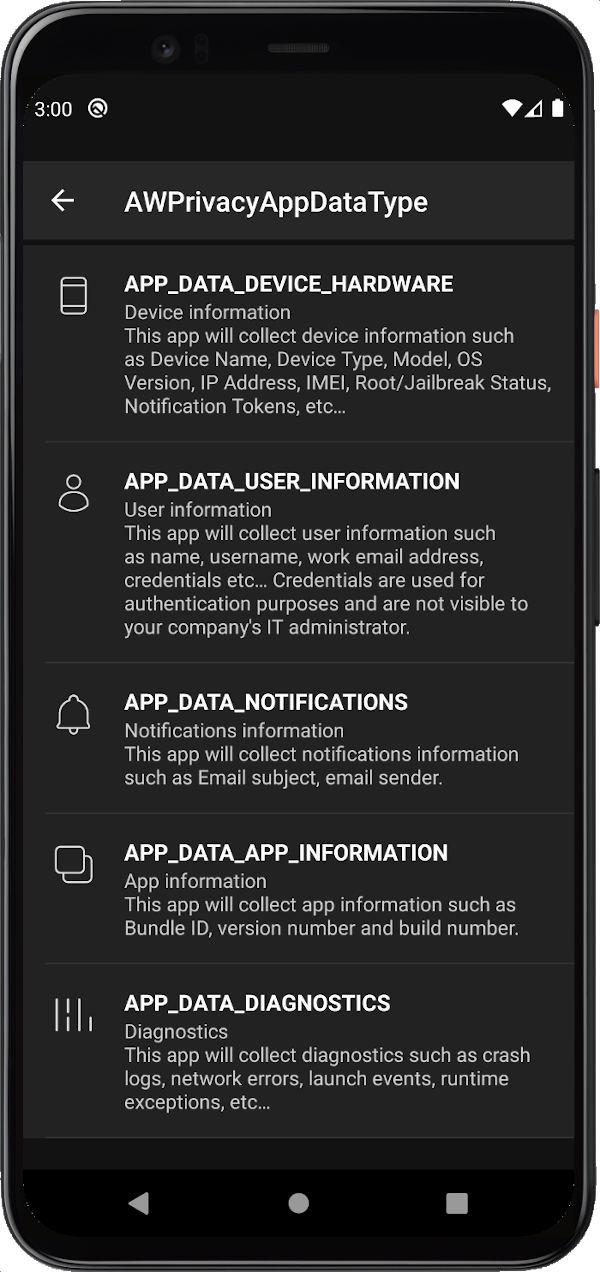 3:00
AWPrivacyAppDataType
APP_DATA_DEVICE_HARDWARE
Device information
This app will collect device information such
as Device Name, Device Type, Model, OS
Version, IP Address, IMEI, Root/Jailbreak Status,
Notification Tokens, etc…
APP_DATA_USER_INFORMATION
User information
This app will collect user information such
as name, username, work email address,
credentials etc… Credentials are used for
authentication purposes and are not visible to
your company's IT administrator.
APP_DATA_NOTIFICATIONS
Notifications information
This app will collect notifications information
such as Email subject, email sender.
APP_DATA_APP_INFORMATION
App information
This app will collect app information such as
Bundle ID, version number and build number.
APP_DATA_DIAGNOSTICS
Diagnostics
This app will collect diagnostics such as crash
logs, network errors, launch events, runtime
exceptions, etc…